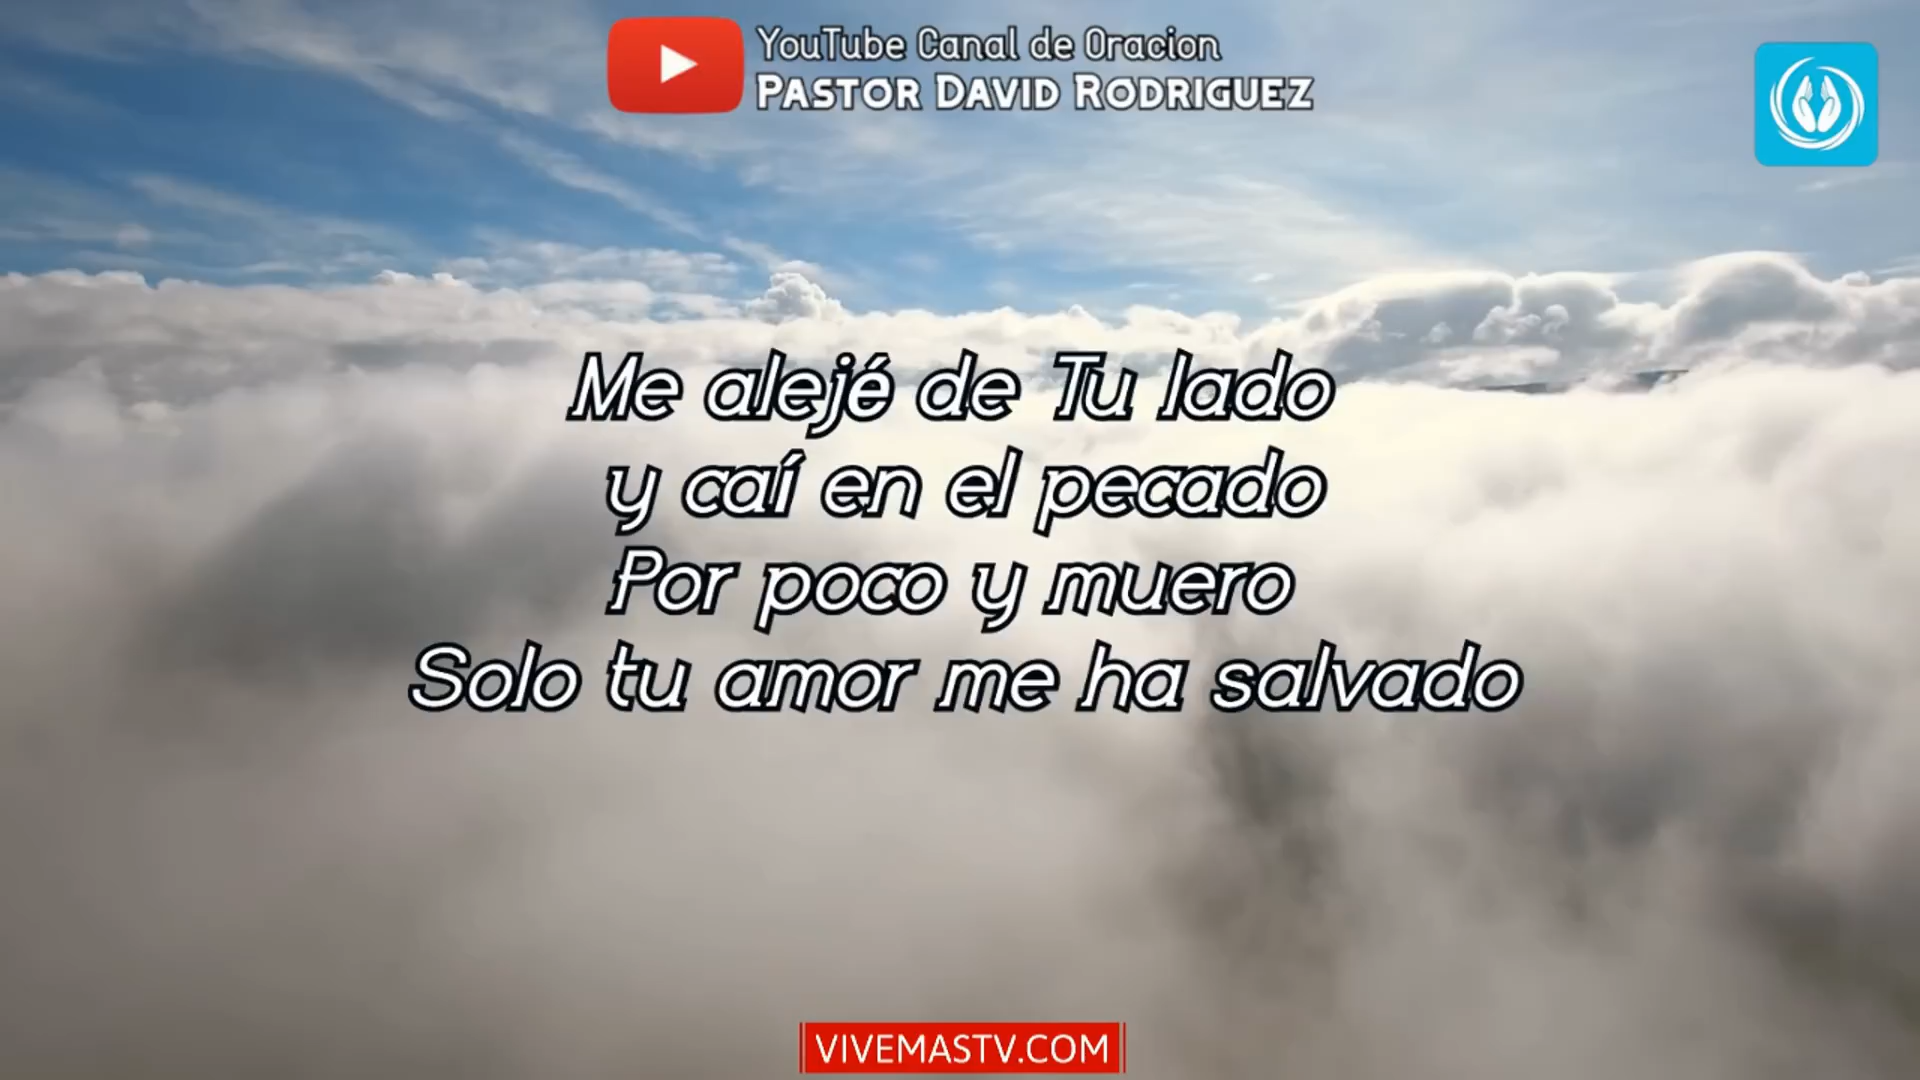 YouTube Canal de Oracion
PASTOR DAVID RODRIGUEZ
Me alejé de Tu lado
y caí en el pecado
Por poco y muero
Solo tu amor me ha salvado
VIVEMASTV.COM